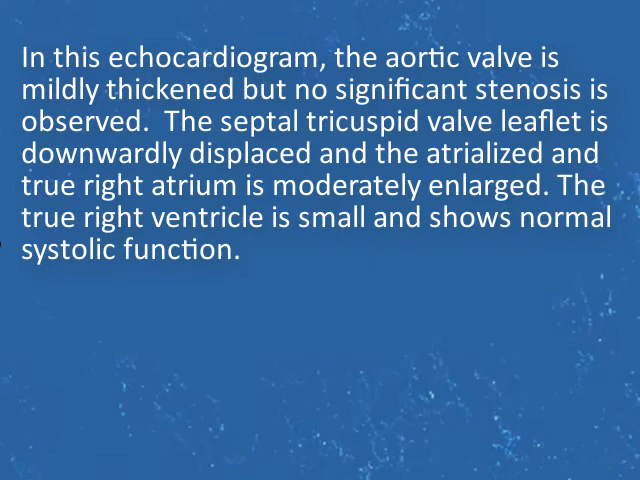 In this echocardiogram, the aortic valve is
mildly thickened but no significant stenosis is
observed.  The septal tricuspid valve leaflet is
downwardly displaced and the atrialized and
true right atrium is moderately enlarged. The
true right ventricle is small and shows normal
systolic function.